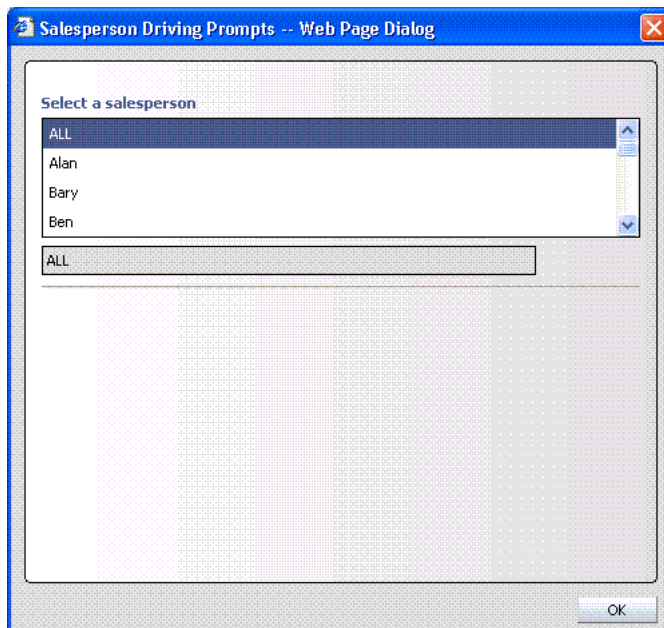 Salesperson Driving Prompts -- Web Page Dialog
Select a salesperson
ALL
Alan
Bary
Ben
ALL
OK